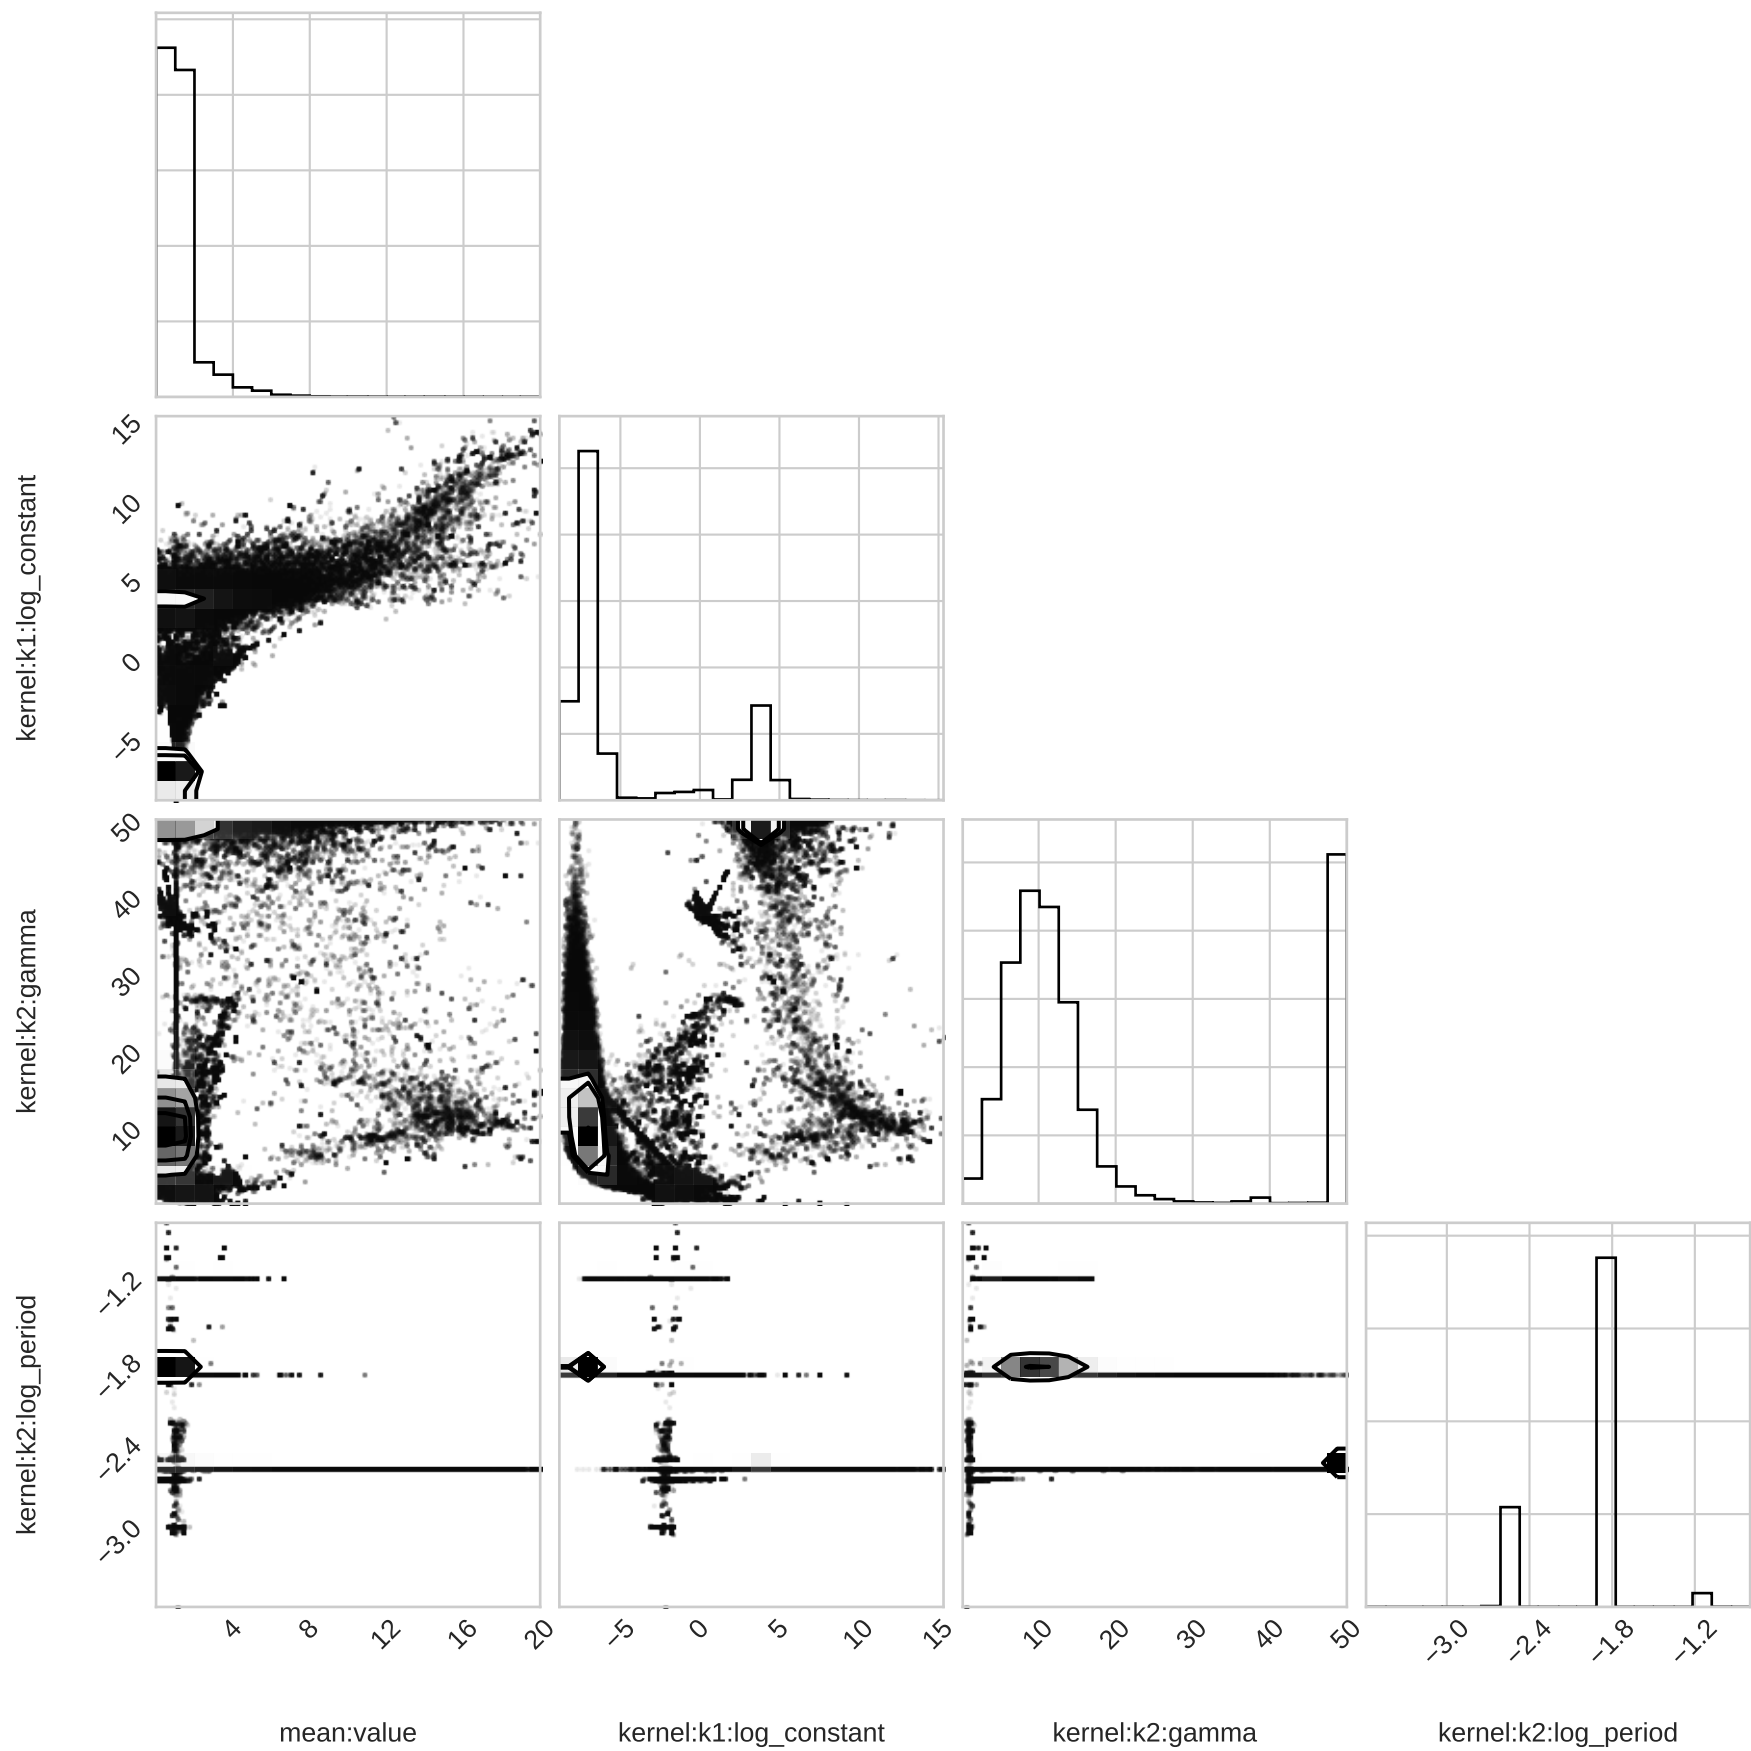 15
10
5
0
−5
kernel:k1:log_constant
50
40
30
20
10
kernel:k2:gamma
−1.2
−1.8
−2.4
−3.0
kernel:k2:log_period
4 8 12 16 20 −5 0 5 10 15 10 20 30 40 50 −3.0 −2.4 −1.8 −1.2
mean:value kernel:k1:log_constant kernel:k2:gamma kernel:k2:log_period